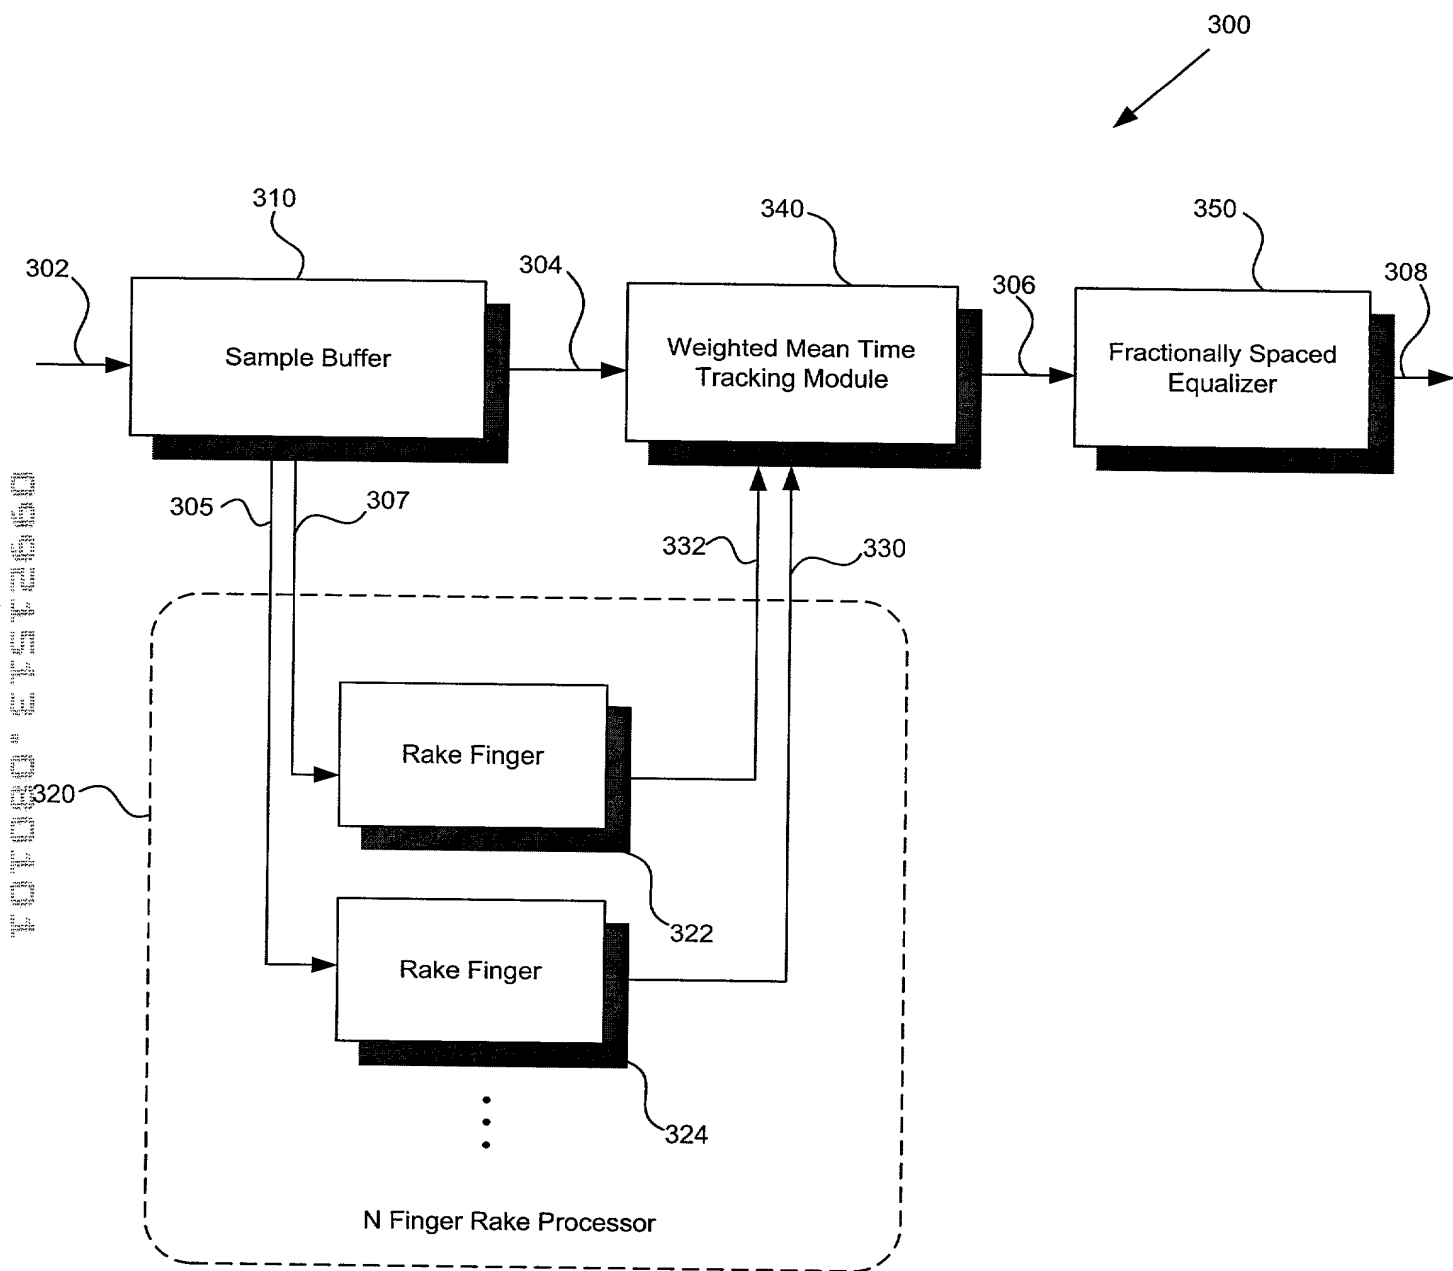 300
310
340
350
302
304
306
308
Sample Buffer
Weighted Mean Time
Tracking Module
Fractionally Spaced
Equalizer
305
307
332
330
Rake Finger
320
322
Rake Finger
324
N Finger Rake Processor